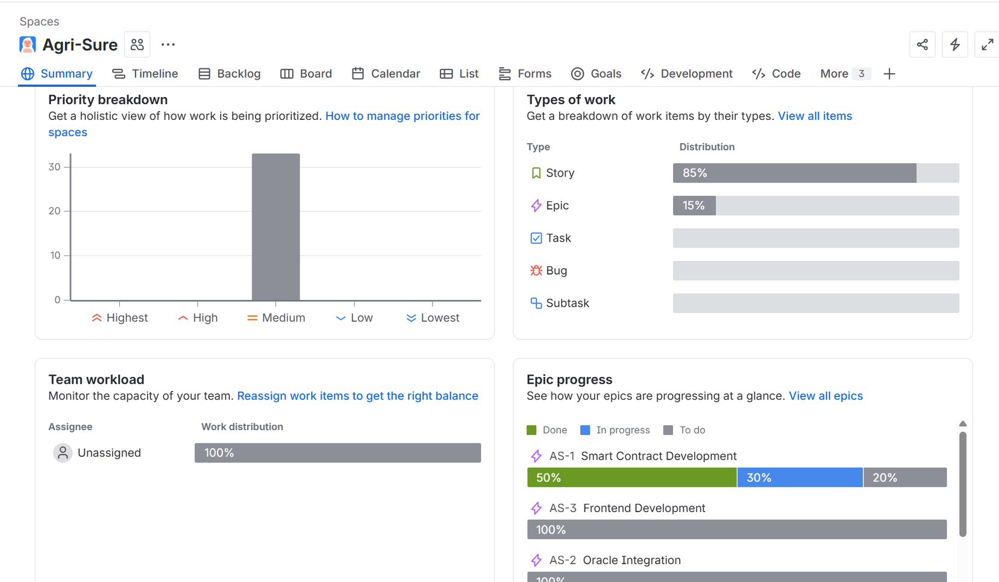 Spaces
Agri-Sure
Summary
Timeline
Backlog
Board
Calendar
List
Forms
Goals
Development
Code
More 3
Priority breakdown
Get a holistic view of how work is being prioritized. How to manage priorities for
spaces
30
20
10
0
Highest
High
Medium
Low
Lowest
Types of work
Get a breakdown of work items by their types. View all items
Type Distribution
Story 85%
Epic 15%
Task
Bug
Subtask
Team workload
Monitor the capacity of your team. Reassign work items to get the right balance
Assignee Work distribution
Unassigned 100%
Epic progress
See how your epics are progressing at a glance. View all epics
Done In progress To do
AS-1 Smart Contract Development
50% 30% 20%
AS-3 Frontend Development
100%
AS-2 Oracle Integration
100%